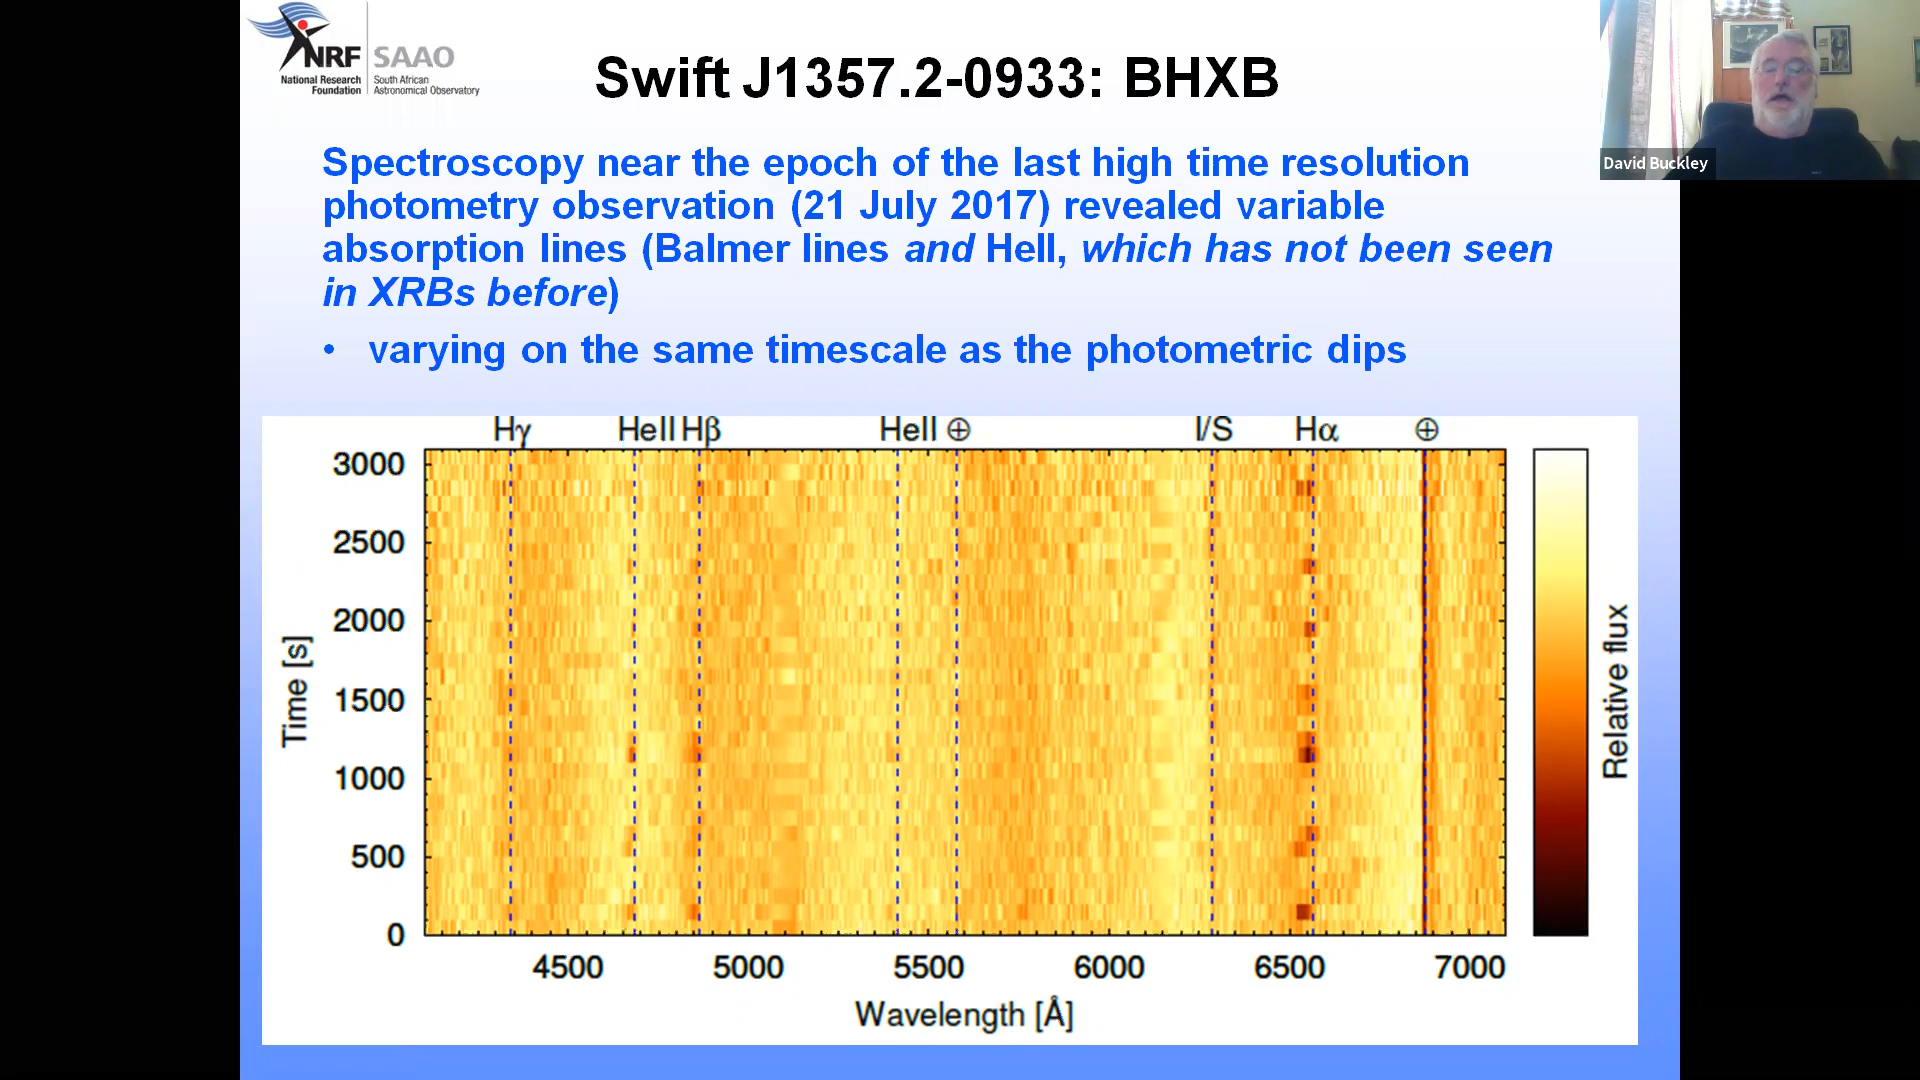 NRF
SAAO
National Research
Foundation
South African
Astronomical Observatory
Swift J1357.2-0933: BHXB
David Buckley
Spectroscopy near the epoch of the last high time resolution
photometry observation (21 July 2017) revealed variable
absorption lines (Balmer lines and HeII, which has not been seen
in XRBs before)
• varying on the same timescale as the photometric dips
Hγ HeII Hβ HeII ⊕ I/S Hα ⊕
3000
2500
2000
1500
1000
500
0
Time [s]
4500 5000 5500 6000 6500 7000
Wavelength [Å]
Relative flux